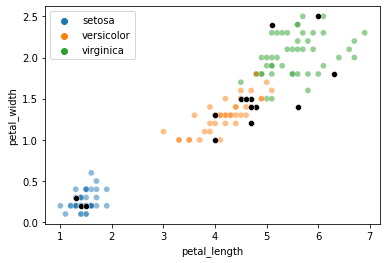 setosa
versicolor
virginica
petal_width
2.5
2.0
1.5
1.0
0.5
0.0
1 2 3 4 5 6 7
petal_length